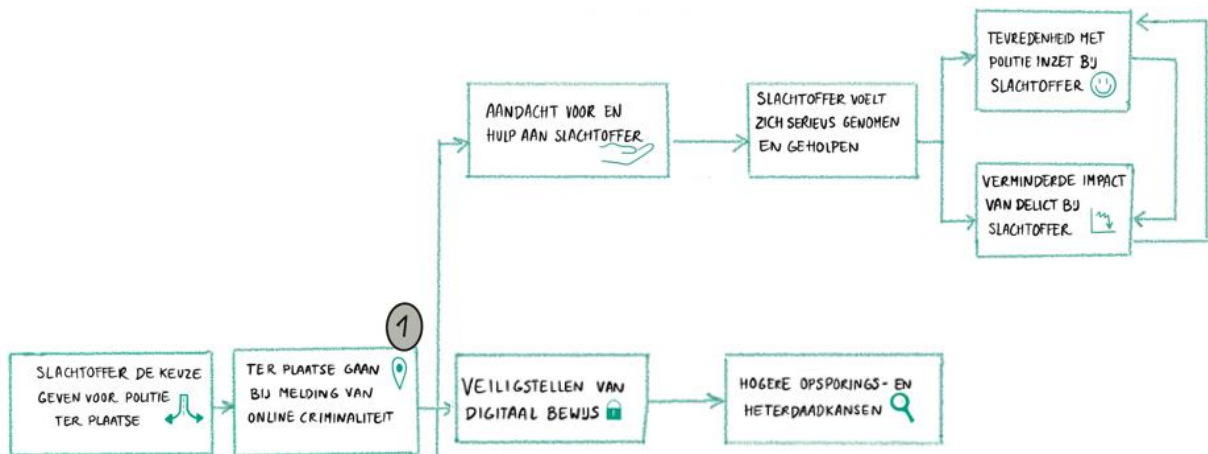 TEVREDENHEID MET
POLITIE INZET BIJ
SLACHTOFFER
AANDACHT VOOR EN
HULP AAN SLACHTOFFER
SLACHTOFFER VOELT
ZICH SERIEUS GENOMEN
EN GEHOLPEN
VERMINDERDE IMPACT
VAN DELICT BIJ
SLACHTOFFER
1
SLACHTOFFER DE KEUZE
GEVEN VOOR POLITIE
TER PLAATSE
TER PLAATSE GAAN
BIJ MELDING VAN
ONLINE CRIMINALITEIT
VEILIGSTELLEN VAN
DIGITAAL BEWIJS
HOGERE OPSPORINGS- EN
HETERDAADKANSEN